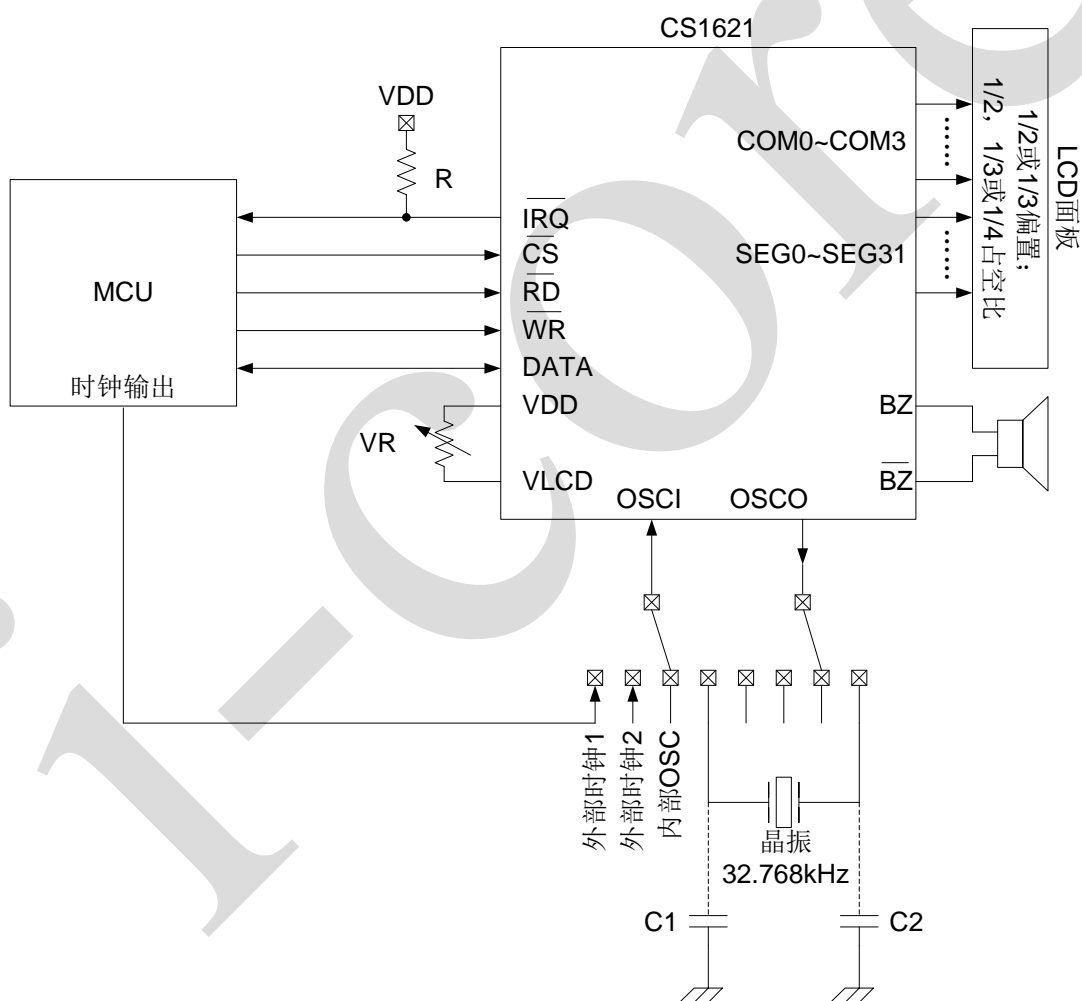 CS1621
VDD
R
MCU
时钟输出
IRQ
CS
RD
WR
DATA
VDD
VLCD
VR
COM0~COM3
SEG0~SEG31
BZ
BZ
OSCI
OSCO
LCD面板
1/2或1/3偏置;
1/2，1/3或1/4占空比
外部时钟1
外部时钟2
内部OSC
晶振
32.768kHz
C1
C2
i-core